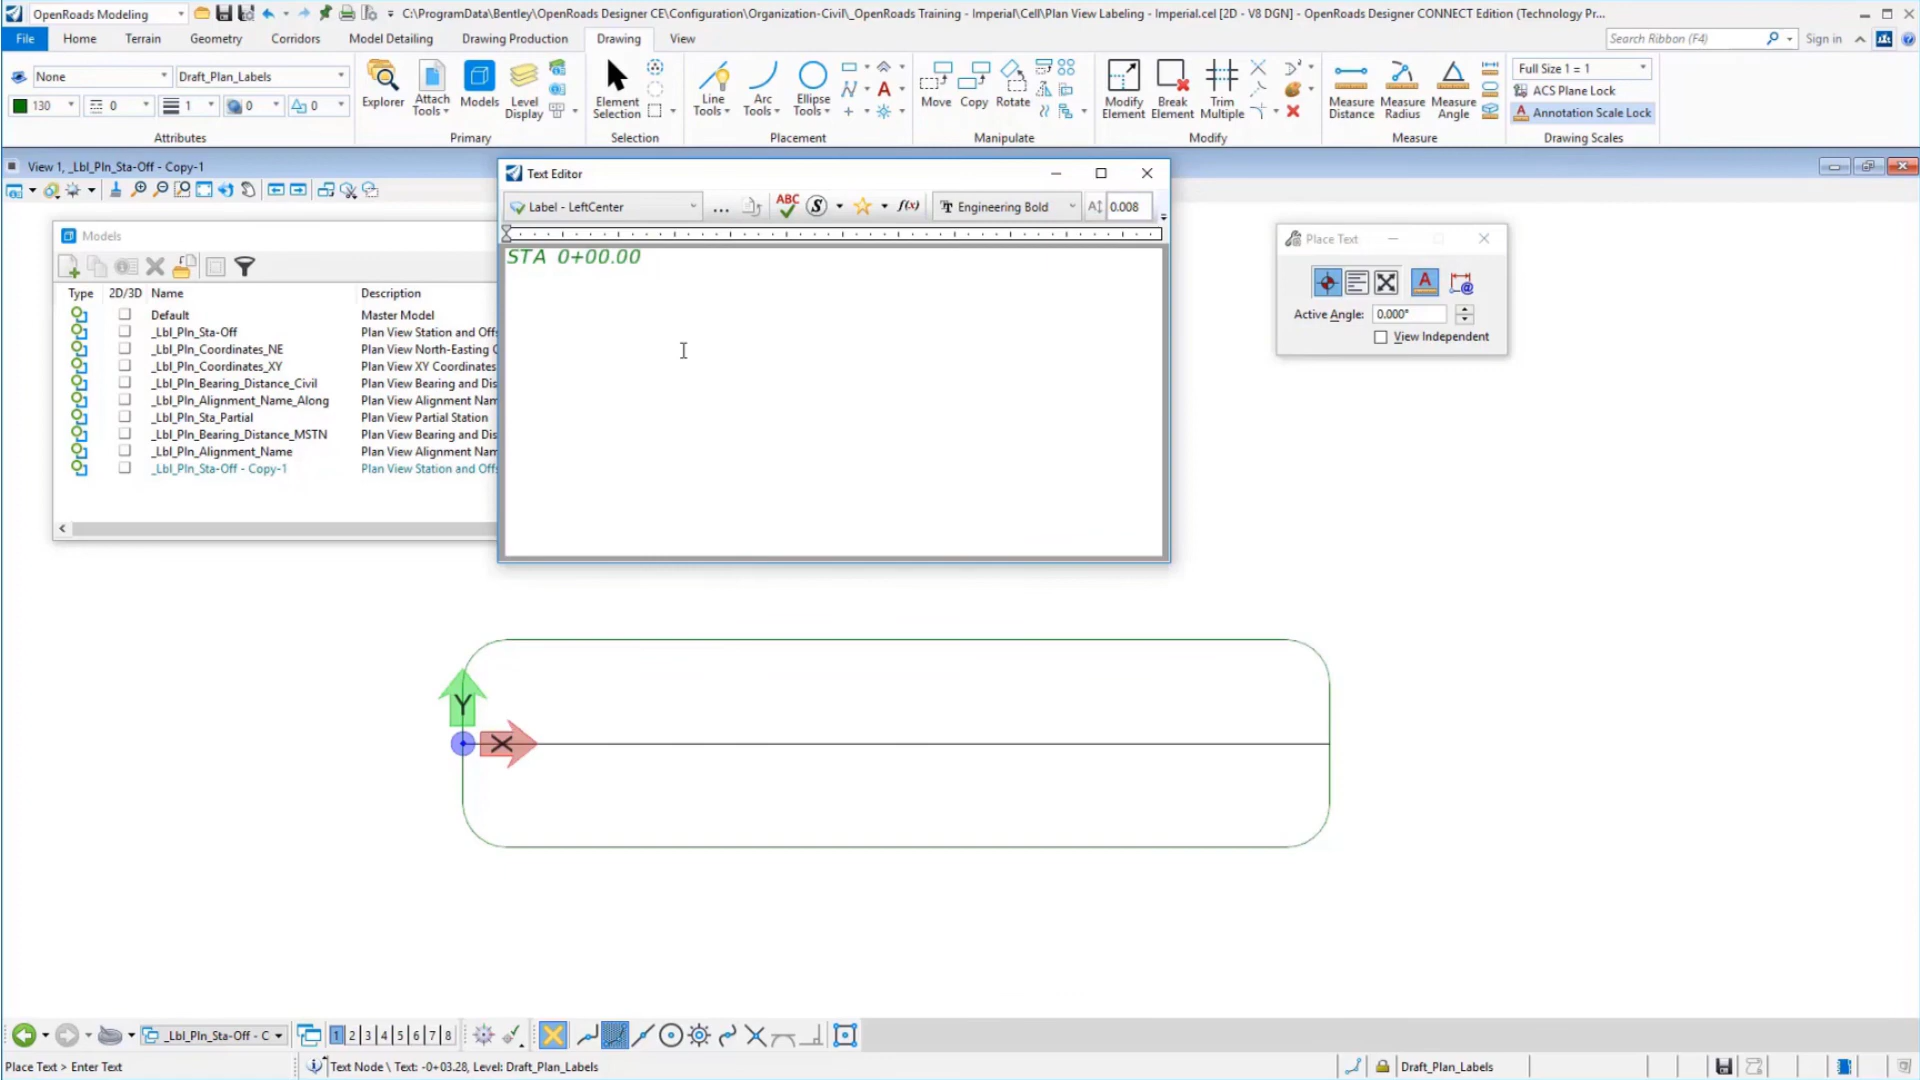 OpenRoads Modeling
C:\ProgramData\Bentley\OpenRoads Designer CE\Configuration\Organization-Civil\_OpenRoads Training - Imperial\Cell\Plan View Labeling - Imperial.cel [2D - V8 DGN] - OpenRoads Designer CONNECT Edition (Technology Pr...
File Home Terrain Geometry Corridors Model Detailing Drawing Production Drawing View
Search Ribbon (F4) Sign in
None Draft_Plan_Labels
130 0 1 0 0
Attributes
Explorer Attach Tools Models Level Display
Primary
Element Selection
Selection
Line Tools Arc Tools Ellipse Tools
Placement
Move Copy Rotate
Manipulate
Modify Element Break Element Trim Multiple
Modify
Measure Distance Measure Radius Measure Angle
Measure
Full Size 1 = 1
ACS Plane Lock
Annotation Scale Lock
Drawing Scales
View 1, _Lbl_Pln_Sta-Off - Copy-1
Models
Type 2D/3D Name Description
Default Master Model
_Lbl_Pln_Sta-Off Plan View Station and Offs
_Lbl_Pln_Coordinates_NE Plan View North-Easting C
_Lbl_Pln_Coordinates_XY Plan View XY Coordinates
_Lbl_Pln_Bearing_Distance_Civil Plan View Bearing and Dis
_Lbl_Pln_Alignment_Name_Along Plan View Alignment Nam
_Lbl_Pln_Sta_Partial Plan View Partial Station
_Lbl_Pln_Bearing_Distance_MSTN Plan View Bearing and Dis
_Lbl_Pln_Alignment_Name Plan View Alignment Nam
_Lbl_Pln_Sta-Off - Copy-1 Plan View Station and Offs
Text Editor
Label - LeftCenter ... ABC S f(x) Engineering Bold 0.008
STA 0+00.00
Place Text
Active Angle: 0.000°
View Independent
Y
X
_Lbl_Pln_Sta-Off - C 1 2 3 4 5 6 7 8
Place Text > Enter Text
Text Node \ Text: -0+03.28, Level: Draft_Plan_Labels
Draft_Plan_Labels